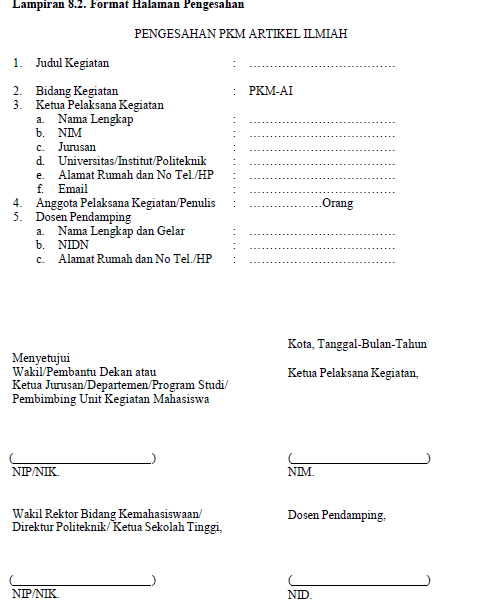 Lampiran 8.2. Format Halaman Pengesahan
PENGESAHAN PKM ARTIKEL ILMIAH
1. Judul Kegiatan : ……………………………….
2. Bidang Kegiatan : PKM-AI
3. Ketua Pelaksana Kegiatan
a. Nama Lengkap : ……………………………….
b. NIM : ……………………………….
c. Jurusan : ……………………………….
d. Universitas/Institut/Politeknik : ……………………………….
e. Alamat Rumah dan No Tel./HP : ……………………………….
f. Email : ……………………………….
4. Anggota Pelaksana Kegiatan/Penulis : ………………Orang
5. Dosen Pendamping
a. Nama Lengkap dan Gelar : ……………………………….
b. NIDN : ……………………………….
c. Alamat Rumah dan No Tel./HP : ……………………………….
Kota, Tanggal-Bulan-Tahun
Menyetujui
Wakil/Pembantu Dekan atau
Ketua Jurusan/Departemen/Program Studi/
Pembimbing Unit Kegiatan Mahasiswa
Ketua Pelaksana Kegiatan,
(________________________)
NIP/NIK.
(________________________)
NIM.
Wakil Rektor Bidang Kemahasiswaan/
Direktur Politeknik/ Ketua Sekolah Tinggi,
Dosen Pendamping,
(________________________)
NIP/NIK.
(________________________)
NID.